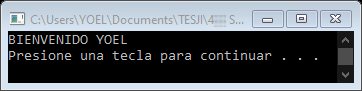 C:\Users\YOEL\Documents\TESJI\4 S...
BIENVENIDO YOEL
Presione una tecla para continuar . . .